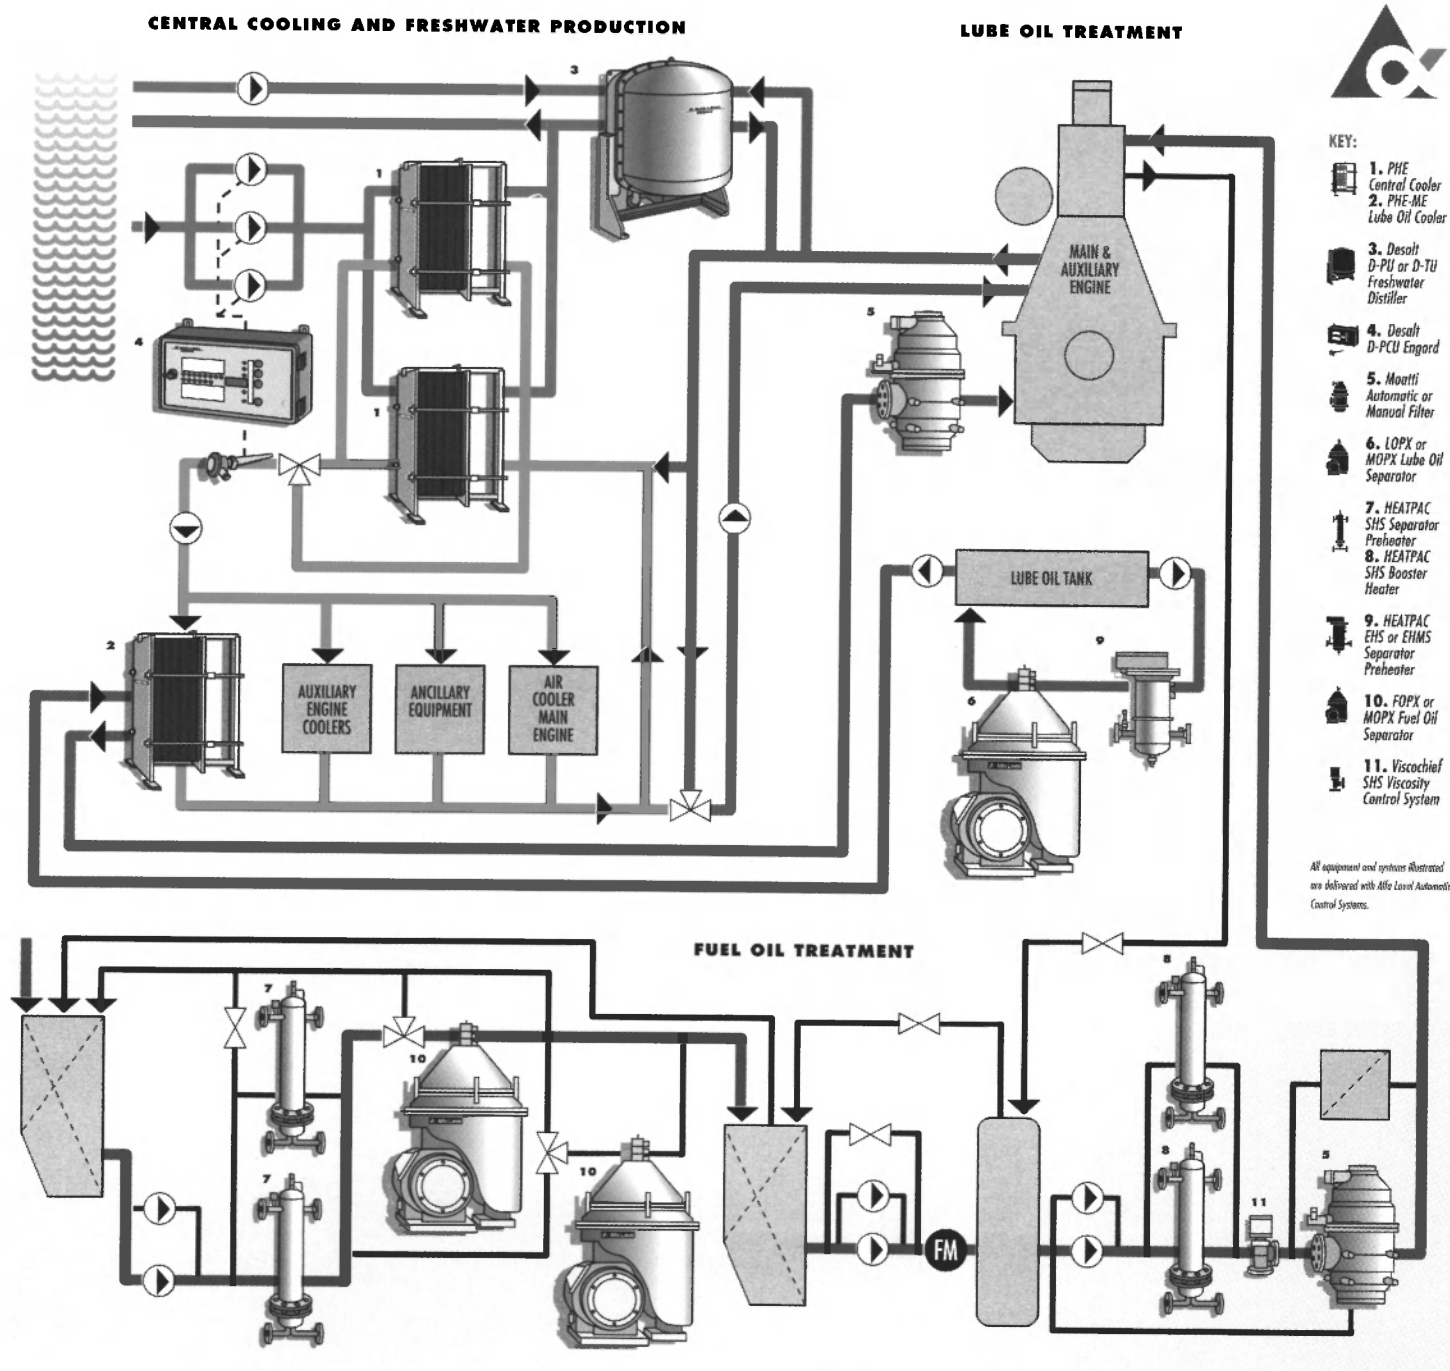 CENTRAL COOLING AND FRESHWATER PRODUCTION
LUBE OIL TREATMENT
3
1
MAIN &
AUXILIARY
ENGINE
5
4
1
LUBE OIL TANK
2
9
AUXILIARY
ENGINE
COOLERS
ANCILLARY
EQUIPMENT
AIR
COOLER
MAIN
ENGINE
6
KEY:
1. PHE
Central Cooler
2. PHE-ME
Lube Oil Cooler
3. Desalt
D-PU or D-TU
Freshwater
Distiller
4. Desalt
D-PCU Engard
5. Moatti
Automatic or
Manual Filter
6. LOPX or
MOPX Lube Oil
Separator
7. HEATPAC
SHS Separator
Preheater
8. HEATPAC
SHS Booster
Heater
9. HEATPAC
EHS or EHMS
Separator
Preheater
10. FOPX or
MOPX Fuel Oil
Separator
11. Viscochief
SHS Viscosity
Control System
All equipment and systems illustrated
are delivered with Alfa Laval Automatic
Control Systems.
FUEL OIL TREATMENT
7
10
8
7
10
8
11
5
FM